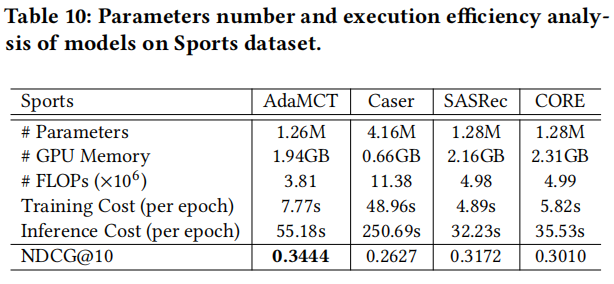 Table 10: Parameters number and execution efficiency analy-
sis of models on Sports dataset.
Sports AdaMCT Caser SASRec CORE
# Parameters 1.26M 4.16M 1.28M 1.28M
# GPU Memory 1.94GB 0.66GB 2.16GB 2.31GB
# FLOPs (×10⁶) 3.81 11.38 4.98 4.99
Training Cost (per epoch) 7.77s 48.96s 4.89s 5.82s
Inference Cost (per epoch) 55.18s 250.69s 32.23s 35.53s
NDCG@10 0.3444 0.2627 0.3172 0.3010